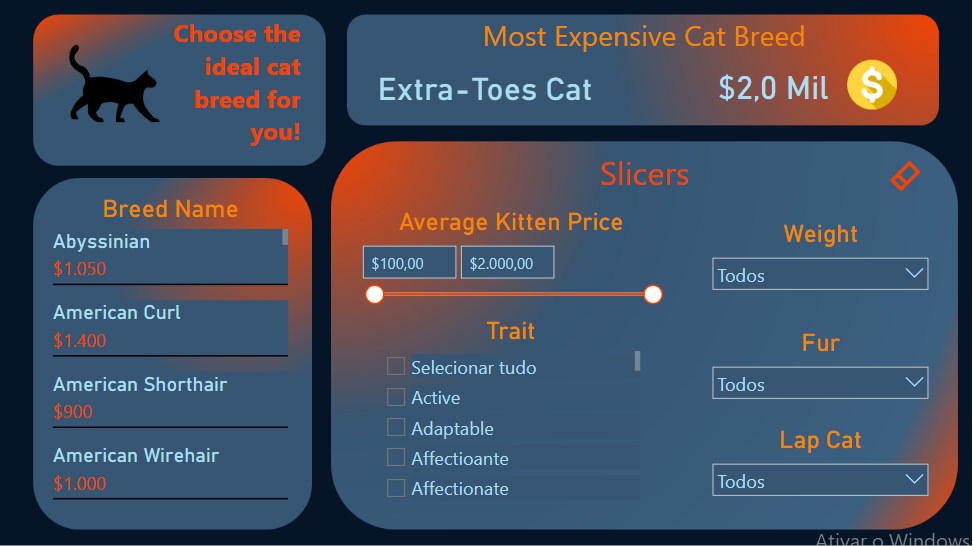 Choose the
ideal cat
breed for
you!
Most Expensive Cat Breed
Extra-Toes Cat
$2,0 Mil
$
Breed Name
Abyssinian
$1.050
American Curl
$1.400
American Shorthair
$900
American Wirehair
$1.000
Slicers
Average Kitten Price
$100,00
$2.000,00
Trait
Selecionar tudo
Active
Adaptable
Affectioante
Affectionate
Weight
Todos
Fur
Todos
Lap Cat
Todos
Ativar o Windows